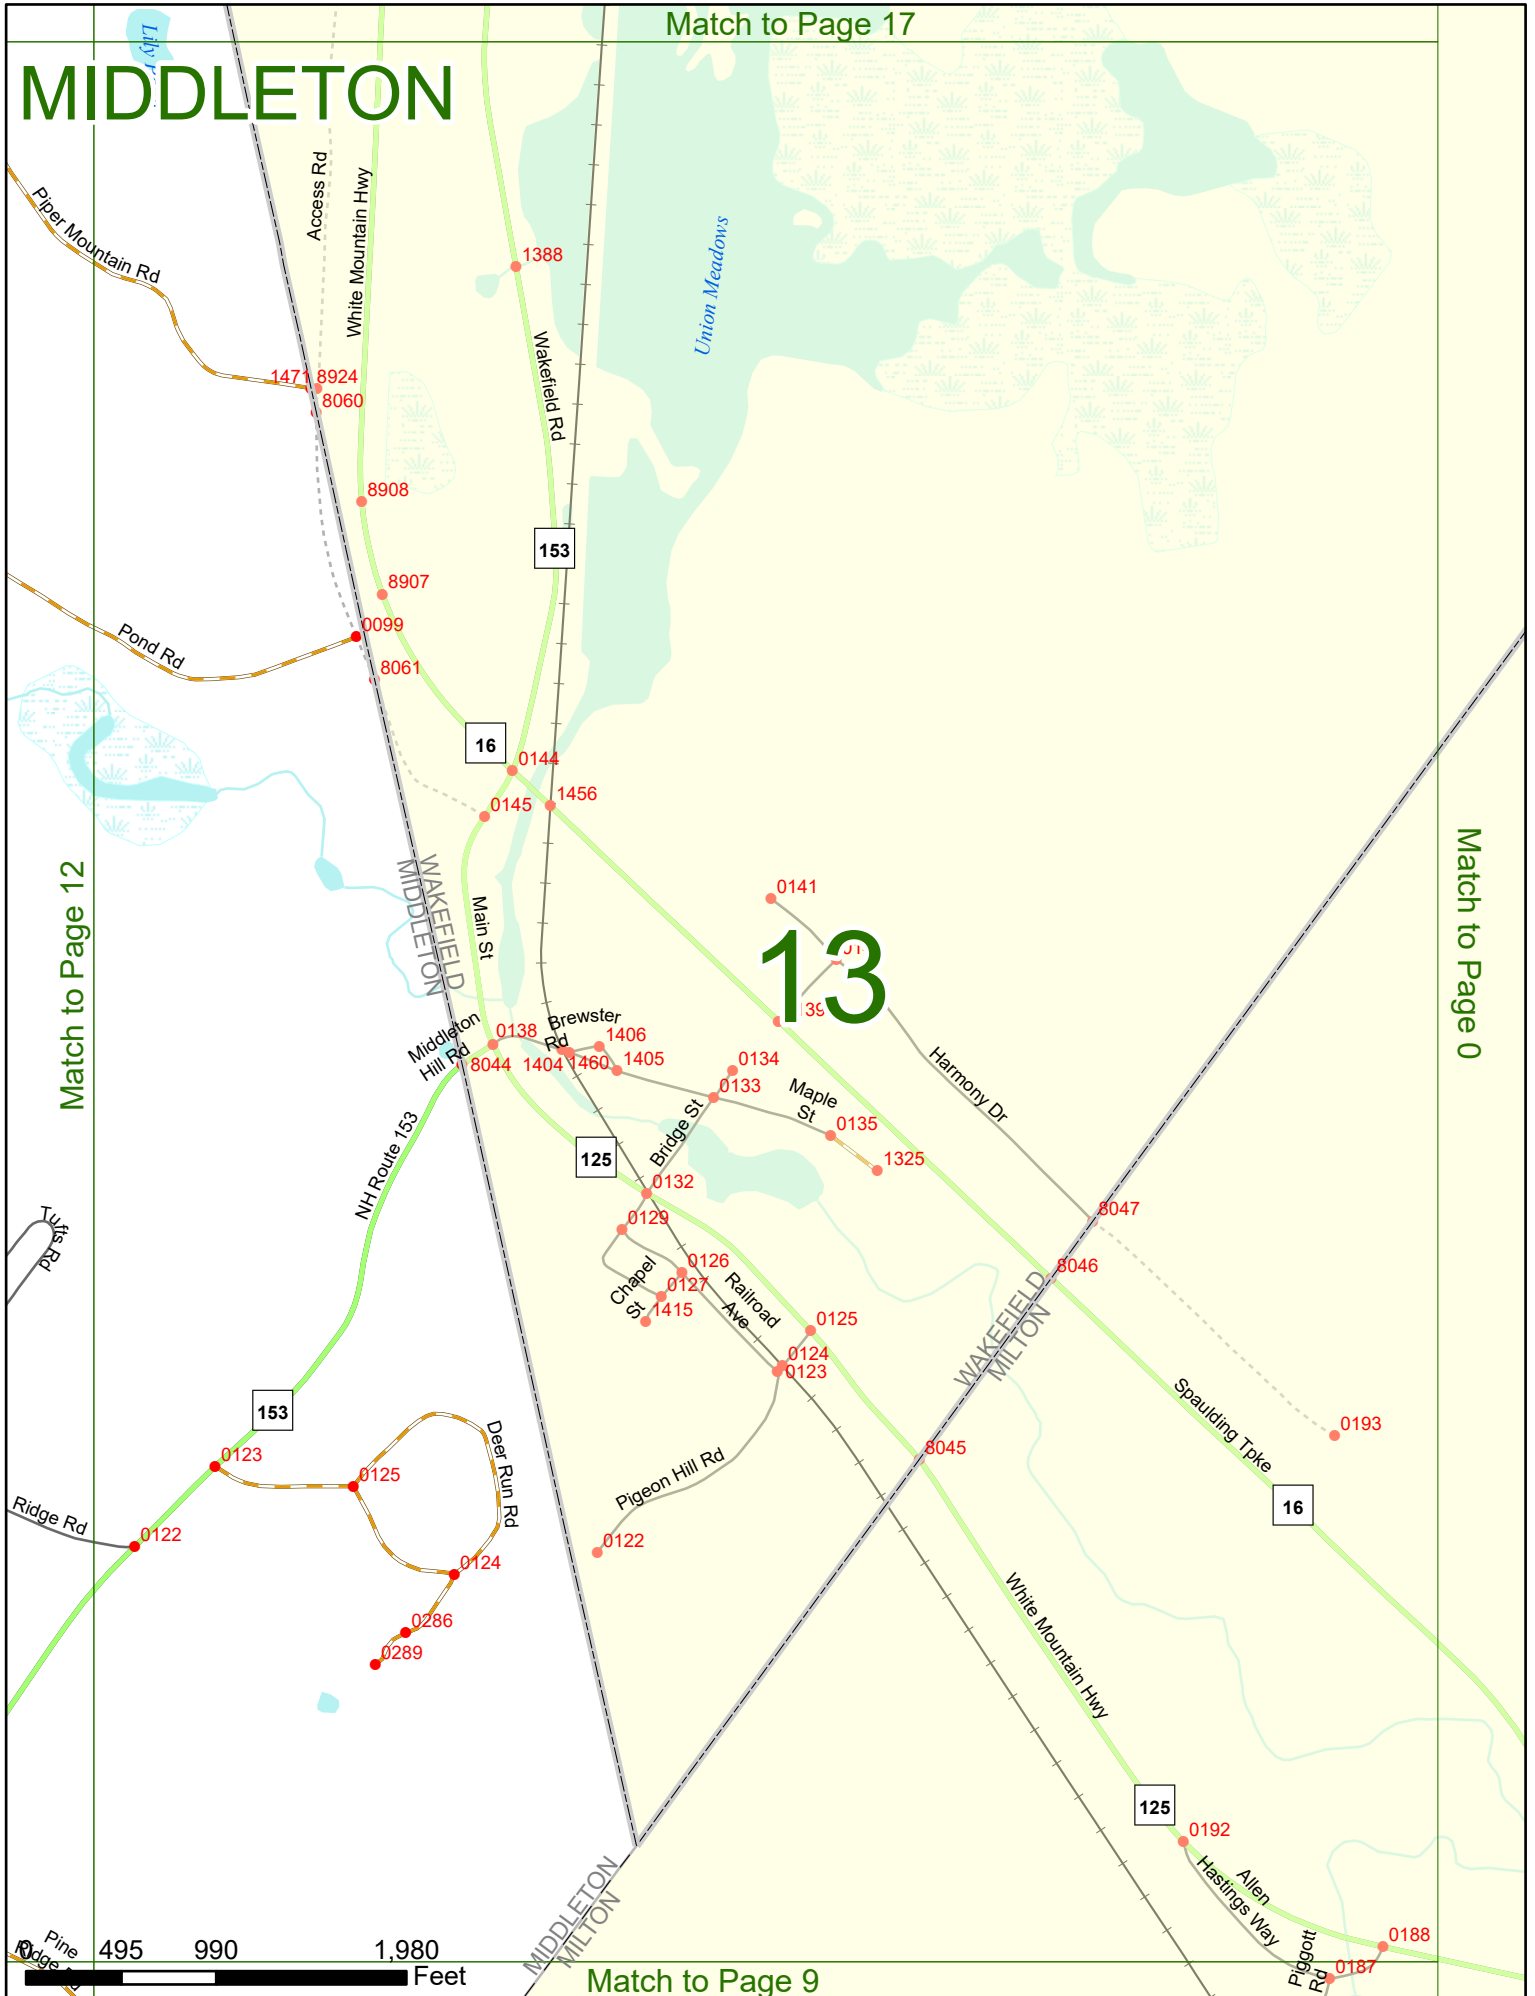 Match to Page 17
Lily
MIDDLETON
Piper Mountain Rd
Access Rd
White Mountain Hwy
1388
Union Meadows
Wakefield Rd
1471
8924
8060
8908
153
8907
0099
Pond Rd
8061
16
0144
1456
0145
Match to Page 12
WAKEFIELD
MIDDLETON
Main St
0141
13
Match to Page 0
Middleton
Hill Rd
0138
8044
Brewster
Rd
1404
1460
1406
1405
0134
0133
Maple
St
Harmony Dr
0135
1325
Bridge St
125
NH Route 153
0132
0129
8047
8046
Tufts Rd
0126
Chapel
St
0127
1415
Railroad
Ave
0125
0124
0123
WAKEFIELD
MILTON
Spaulding Tpke
0193
153
Deer Run Rd
8045
0123
0125
Pigeon Hill Rd
16
Ridge Rd
0122
0122
0124
White Mountain Hwy
0286
0289
125
0192
Allen
Hastings Way
MIDDLETON
MILTON
0188
Piggott
Rd
0187
Pine
Ridge Rd
0
495
990
1,980
Feet
Match to Page 9